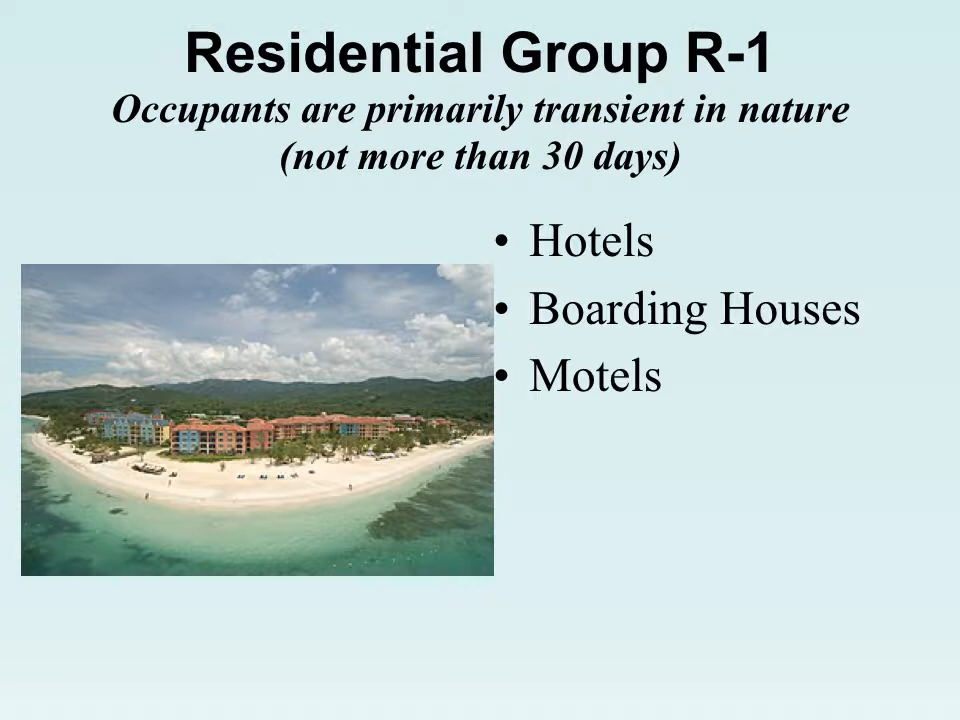 Residential Group R-1
Occupants are primarily transient in nature
(not more than 30 days)
• Hotels
• Boarding Houses
• Motels